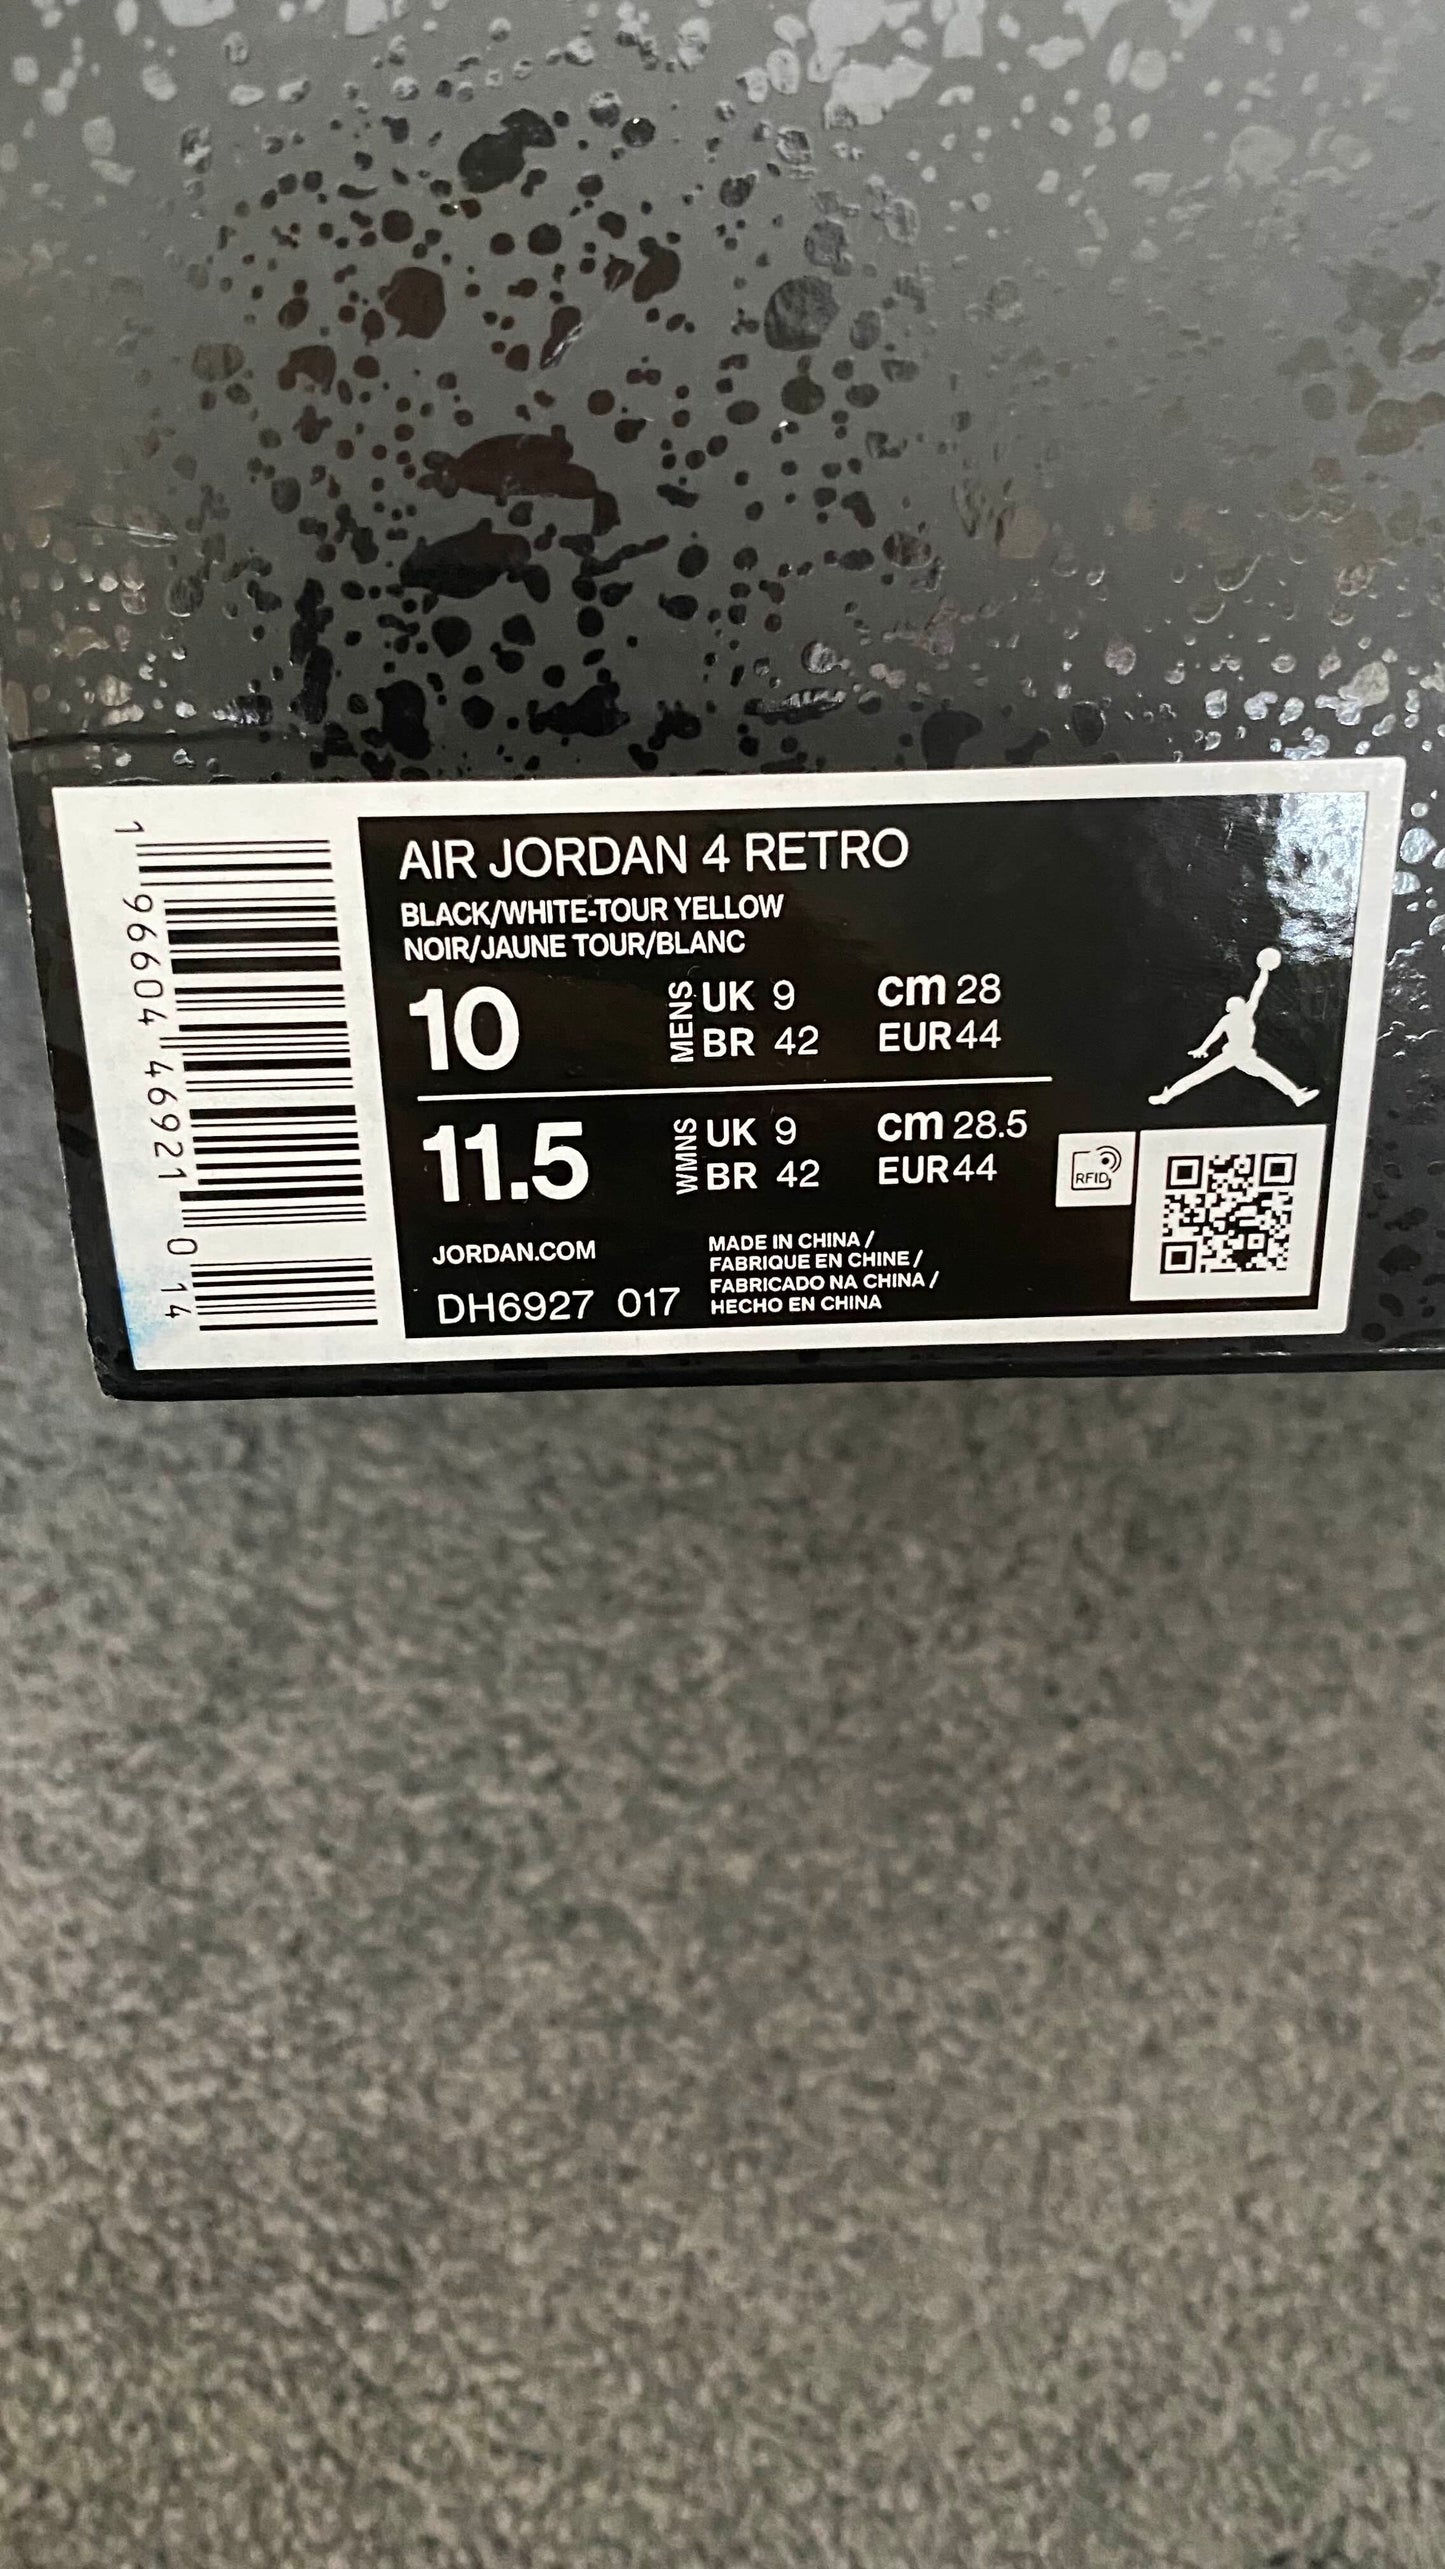 AIR JORDAN 4 RETRO
BLACK/WHITE-TOUR YELLOW
NOIR/JAUNE TOUR/BLANC
10 MENS UK 9 cm 28
BR 42 EUR 44
11.5 WMNS UK 9 cm 28.5
BR 42 EUR 44
RFID
JORDAN.COM
DH6927 017
MADE IN CHINA /
FABRIQUE EN CHINE /
FABRICADO NA CHINA /
HECHO EN CHINA
1 96604 46921 0 14